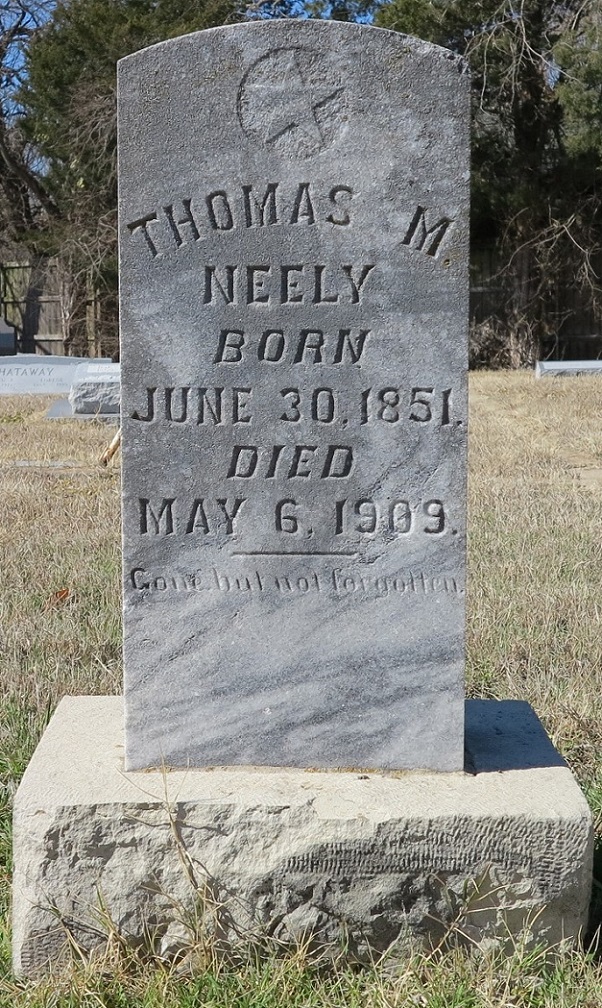 THOMAS M
NEELY
BORN
JUNE 30, 1851.
DIED
MAY 6, 1909.
Gone, but not forgotten.
HATAWAY